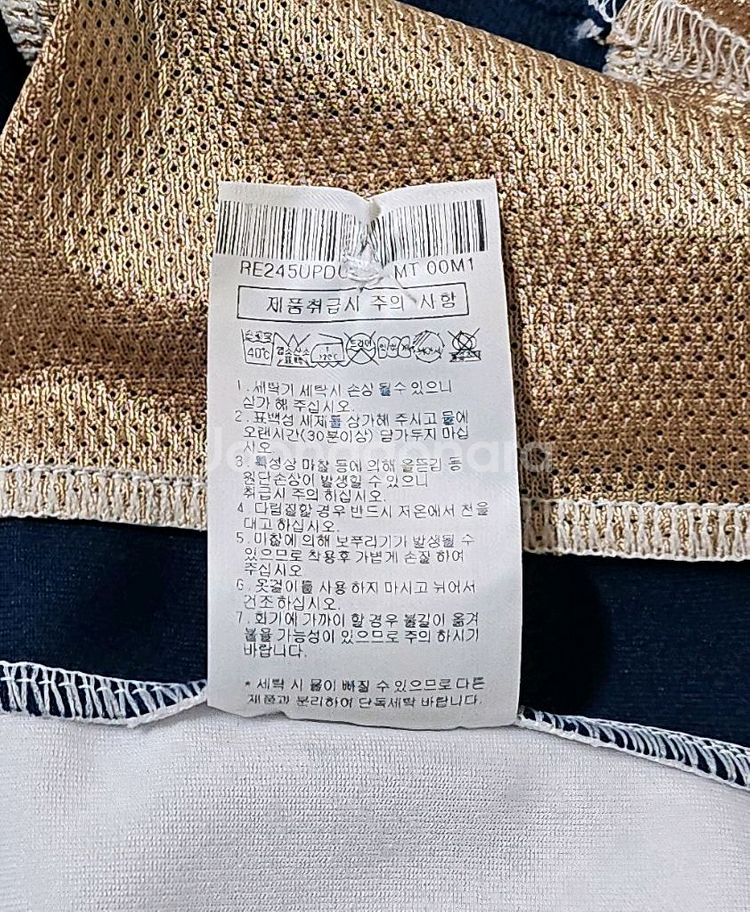 RE245UPD MT 00M1
제품취급시 주의 사항
40℃
드라이
1. 세탁기 세탁시 손상 될수 있으니
삼가해 주십시오.
2. 표백성 세제를 삼가해 주시고 물에
오랜시간(30분이상) 담가두지 마십
시오.
3. 특성상 마찰 등에 의해 올뜯김 등
원단손상이 발생할 수 있으니
취급시 주의 하십시오.
4. 다림질할 경우 반드시 저온에서 천을
대고 하십시오.
5. 마찰에 의해 보푸라기가 발생될 수
있으므로 착용후 가볍게 손질 하여
주십시오
6. 옷걸이를 사용 하지 마시고 뉘어서
건조 하십시오.
7. 화기에 가까이 할 경우 불길이 옮겨
붙을 가능성이 있으므로 주의 하시기
바랍니다.
* 세탁 시 물이 빠질 수 있으므로 다른
제품과 분리하여 단독세탁 바랍니다.